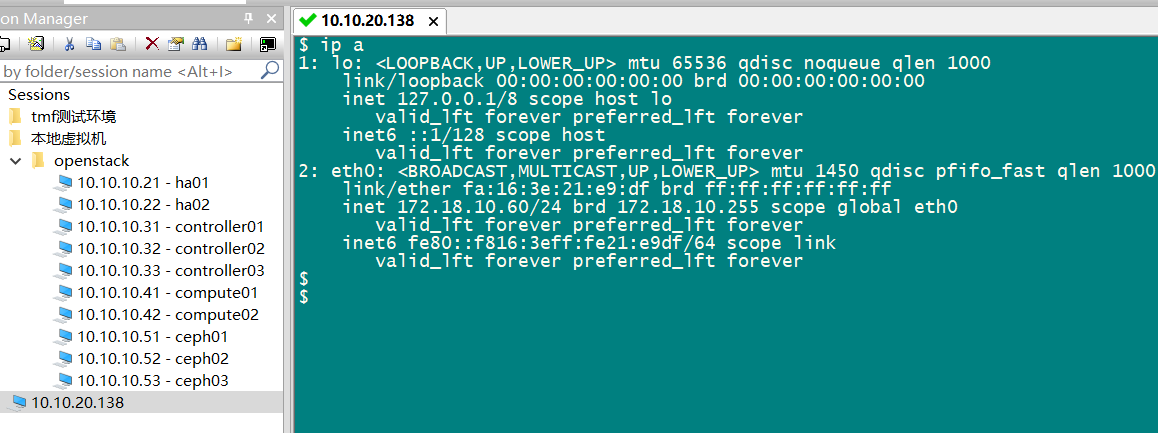 on Manager
by folder/session name <Alt+I>
Sessions
tmf测试环境
本地虚拟机
openstack
10.10.10.21 - ha01
10.10.10.22 - ha02
10.10.10.31 - controller01
10.10.10.32 - controller02
10.10.10.33 - controller03
10.10.10.41 - compute01
10.10.10.42 - compute02
10.10.10.51 - ceph01
10.10.10.52 - ceph02
10.10.10.53 - ceph03
10.10.20.138
10.10.20.138
$ ip a
1: lo: <LOOPBACK,UP,LOWER_UP> mtu 65536 qdisc noqueue qlen 1000
link/loopback 00:00:00:00:00:00 brd 00:00:00:00:00:00
inet 127.0.0.1/8 scope host lo
valid_lft forever preferred_lft forever
inet6 ::1/128 scope host
valid_lft forever preferred_lft forever
2: eth0: <BROADCAST,MULTICAST,UP,LOWER_UP> mtu 1450 qdisc pfifo_fast qlen 1000
link/ether fa:16:3e:21:e9:df brd ff:ff:ff:ff:ff:ff
inet 172.18.10.60/24 brd 172.18.10.255 scope global eth0
valid_lft forever preferred_lft forever
inet6 fe80::f816:3eff:fe21:e9df/64 scope link
valid_lft forever preferred_lft forever
$
$